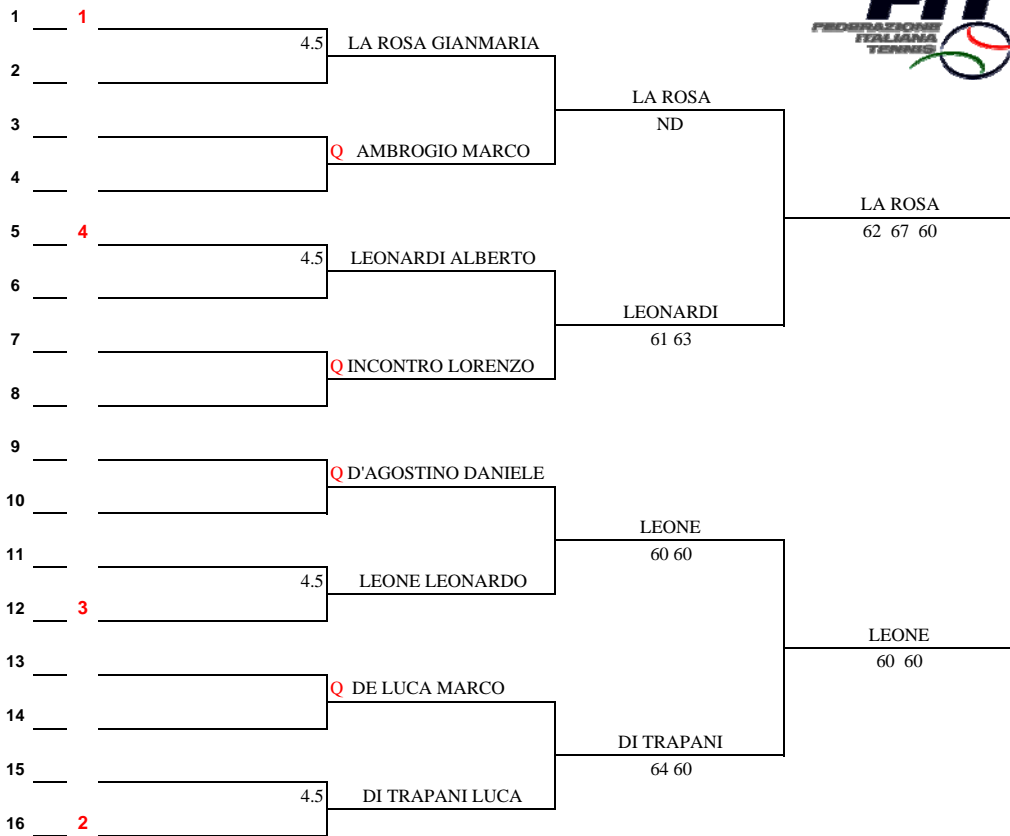 FIT
FEDERAZIONE
ITALIANA
TENNIS
1 1
4.5 LA ROSA GIANMARIA
2
LA ROSA
3
ND
Q AMBROGIO MARCO
4
LA ROSA
5 4
62 67 60
4.5 LEONARDI ALBERTO
6
LEONARDI
7
61 63
Q INCONTRO LORENZO
8
9
Q D'AGOSTINO DANIELE
10
LEONE
11
60 60
4.5 LEONE LEONARDO
12 3
LEONE
13
60 60
Q DE LUCA MARCO
14
DI TRAPANI
15
64 60
4.5 DI TRAPANI LUCA
16 2